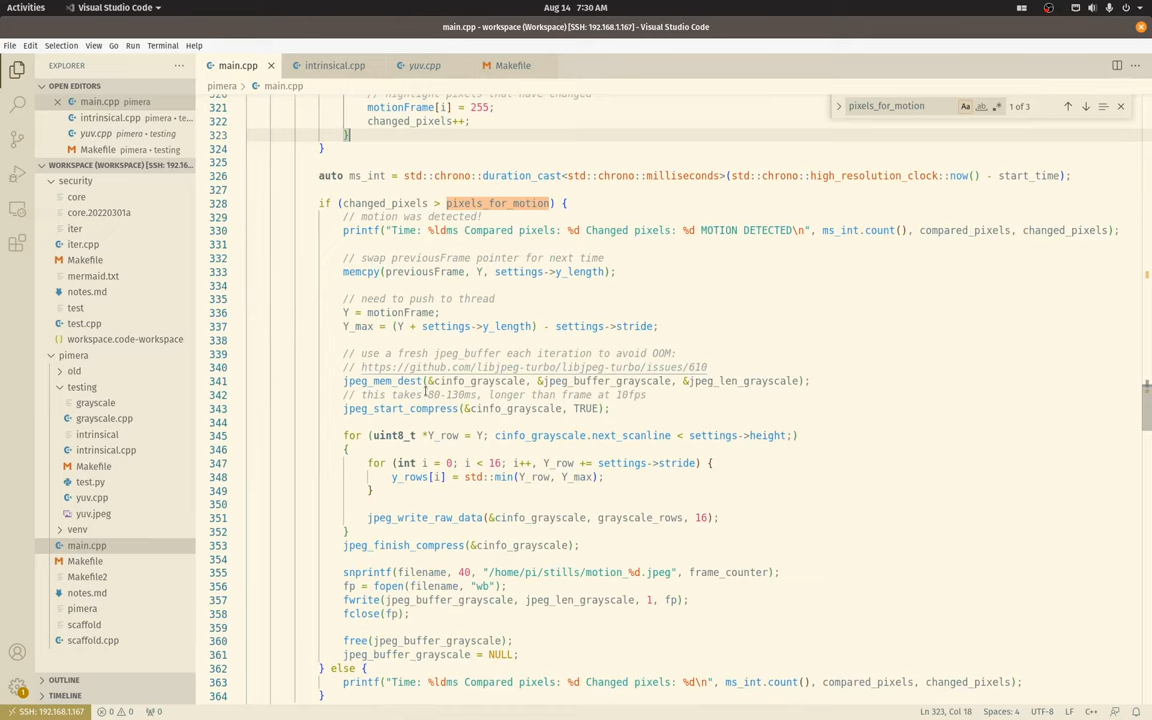 Activities
Visual Studio Code
Aug 14 7:30 AM
main.cpp - workspace (Workspace) [SSH: 192.168.1.167] - Visual Studio Code
File Edit Selection View Go Run Terminal Help
EXPLORER
OPEN EDITORS
main.cpp pimera
intrinsical.cpp pimera • t...
yuv.cpp pimera • testing
Makefile pimera • testing
WORKSPACE (WORKSPACE) [SSH: 192.16...
security
core
core.20220301a
iter
iter.cpp
Makefile
mermaid.txt
notes.md
test
test.cpp
workspace.code-workspace
pimera
old
testing
grayscale
grayscale.cpp
intrinsical
intrinsical.cpp
Makefile
test.py
yuv.cpp
yuv.jpeg
venv
main.cpp
Makefile
Makefile2
notes.md
pimera
scaffold
scaffold.cpp
OUTLINE
TIMELINE
main.cpp
intrinsical.cpp
yuv.cpp
Makefile
pimera > main.cpp
pixels_for_motion
Aa ab .* 1 of 3
// highlight pixels that have changed
321 motionFrame[i] = 255;
322 changed_pixels++;
323 }
324 }
325
326 auto ms_int = std::chrono::duration_cast<std::chrono::milliseconds>(std::chrono::high_resolution_clock::now() - start_time);
327
328 if (changed_pixels > pixels_for_motion) {
329 // motion was detected!
330 printf("Time: %ldms Compared pixels: %d Changed pixels: %d MOTION DETECTED\n", ms_int.count(), compared_pixels, changed_pixels);
331
332 // swap previousFrame pointer for next time
333 memcpy(previousFrame, Y, settings->y_length);
334
335 // need to push to thread
336 Y = motionFrame;
337 Y_max = (Y + settings->y_length) - settings->stride;
338
339 // use a fresh jpeg_buffer each iteration to avoid OOM:
340 // https://github.com/libjpeg-turbo/libjpeg-turbo/issues/610
341 jpeg_mem_dest(&cinfo_grayscale, &jpeg_buffer_grayscale, &jpeg_len_grayscale);
342 // this takes 80-130ms, longer than frame at 10fps
343 jpeg_start_compress(&cinfo_grayscale, TRUE);
344
345 for (uint8_t *Y_row = Y; cinfo_grayscale.next_scanline < settings->height;)
346 {
347 for (int i = 0; i < 16; i++, Y_row += settings->stride) {
348 y_rows[i] = std::min(Y_row, Y_max);
349 }
350
351 jpeg_write_raw_data(&cinfo_grayscale, grayscale_rows, 16);
352 }
353 jpeg_finish_compress(&cinfo_grayscale);
354
355 snprintf(filename, 40, "/home/pi/stills/motion_%d.jpeg", frame_counter);
356 fp = fopen(filename, "wb");
357 fwrite(jpeg_buffer_grayscale, jpeg_len_grayscale, 1, fp);
358 fclose(fp);
359
360 free(jpeg_buffer_grayscale);
361 jpeg_buffer_grayscale = NULL;
362 } else {
363 printf("Time: %ldms Compared pixels: %d Changed pixels: %d\n", ms_int.count(), compared_pixels, changed_pixels);
364 }
1
SSH: 192.168.1.167 0 0 0 Ln 323, Col 18 Spaces: 4 UTF-8 LF C++